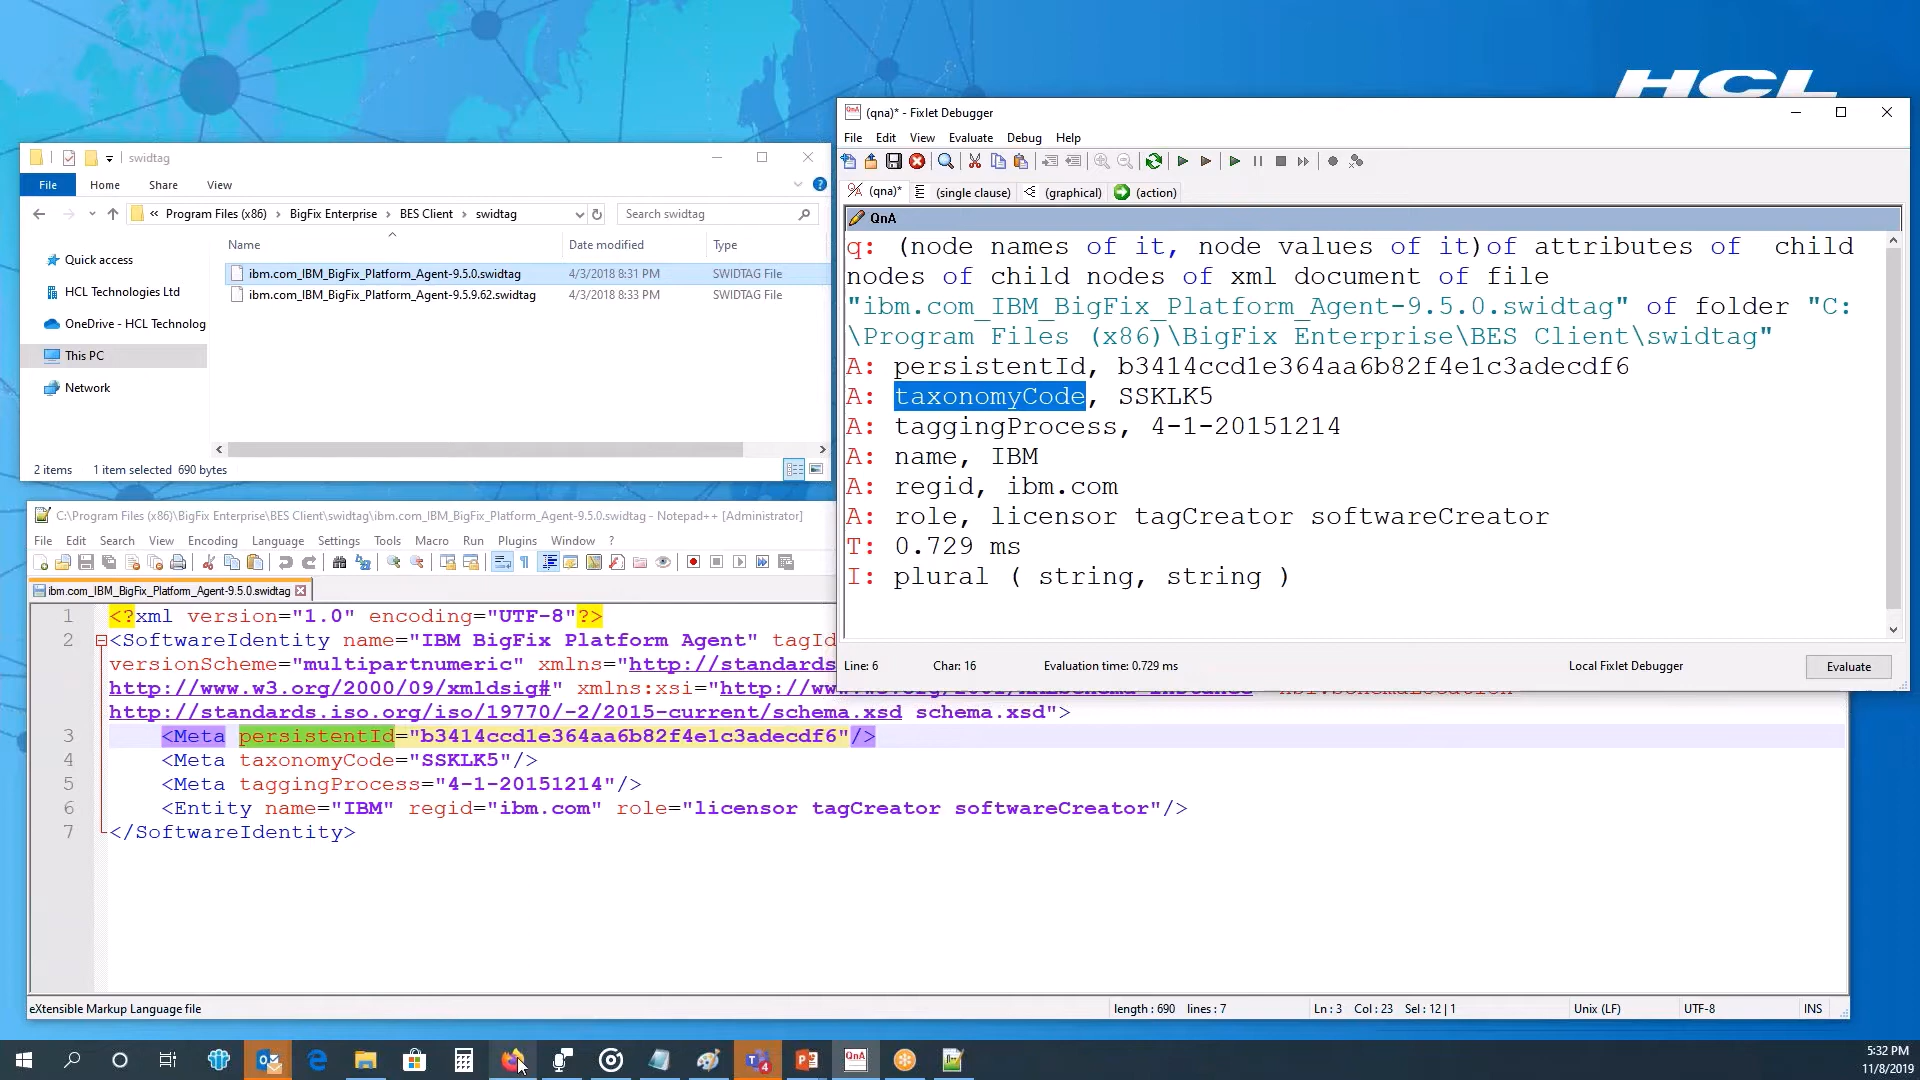 HCL
swidtag
File Home Share View
« Program Files (x86) › BigFix Enterprise › BES Client › swidtag
Search swidtag
Name Date modified Type
Quick access
HCL Technologies Ltd
OneDrive - HCL Technolog
This PC
Network
ibm.com_IBM_BigFix_Platform_Agent-9.5.0.swidtag 4/3/2018 8:31 PM SWIDTAG File
ibm.com_IBM_BigFix_Platform_Agent-9.5.9.62.swidtag 4/3/2018 8:33 PM SWIDTAG File
2 items 1 item selected 690 bytes
(qna)* - Fixlet Debugger
File Edit View Evaluate Debug Help
(qna)* (single clause) (graphical) (action)
QnA
q: (node names of it, node values of it)of attributes of  child
nodes of child nodes of xml document of file
"ibm.com_IBM_BigFix_Platform_Agent-9.5.0.swidtag" of folder "C:
\Program Files (x86)\BigFix Enterprise\BES Client\swidtag"
A: persistentId, b3414ccd1e364aa6b82f4e1c3adecdf6
A: taxonomyCode, SSKLK5
A: taggingProcess, 4-1-20151214
A: name, IBM
A: regid, ibm.com
A: role, licensor tagCreator softwareCreator
T: 0.729 ms
I: plural ( string, string )
Line: 6 Char: 16 Evaluation time: 0.729 ms Local Fixlet Debugger Evaluate
C:\Program Files (x86)\BigFix Enterprise\BES Client\swidtag\ibm.com_IBM_BigFix_Platform_Agent-9.5.0.swidtag - Notepad++ [Administrator]
File Edit Search View Encoding Language Settings Tools Macro Run Plugins Window ?
ibm.com_IBM_BigFix_Platform_Agent-9.5.0.swidtag
1 <?xml version="1.0" encoding="UTF-8"?>
2 <SoftwareIdentity name="IBM BigFix Platform Agent" tagId
versionScheme="multipartnumeric" xmlns="http://standards
http://www.w3.org/2000/09/xmldsig#" xmlns:xsi="http://ww
http://standards.iso.org/iso/19770/-2/2015-current/schema.xsd schema.xsd">
3 <Meta persistentId="b3414ccd1e364aa6b82f4e1c3adecdf6"/>
4 <Meta taxonomyCode="SSKLK5"/>
5 <Meta taggingProcess="4-1-20151214"/>
6 <Entity name="IBM" regid="ibm.com" role="licensor tagCreator softwareCreator"/>
7 </SoftwareIdentity>
eXtensible Markup Language file length : 690 lines : 7 Ln : 3 Col : 23 Sel : 12 | 1 Unix (LF) UTF-8 INS
QnA
5:32 PM
11/8/2019